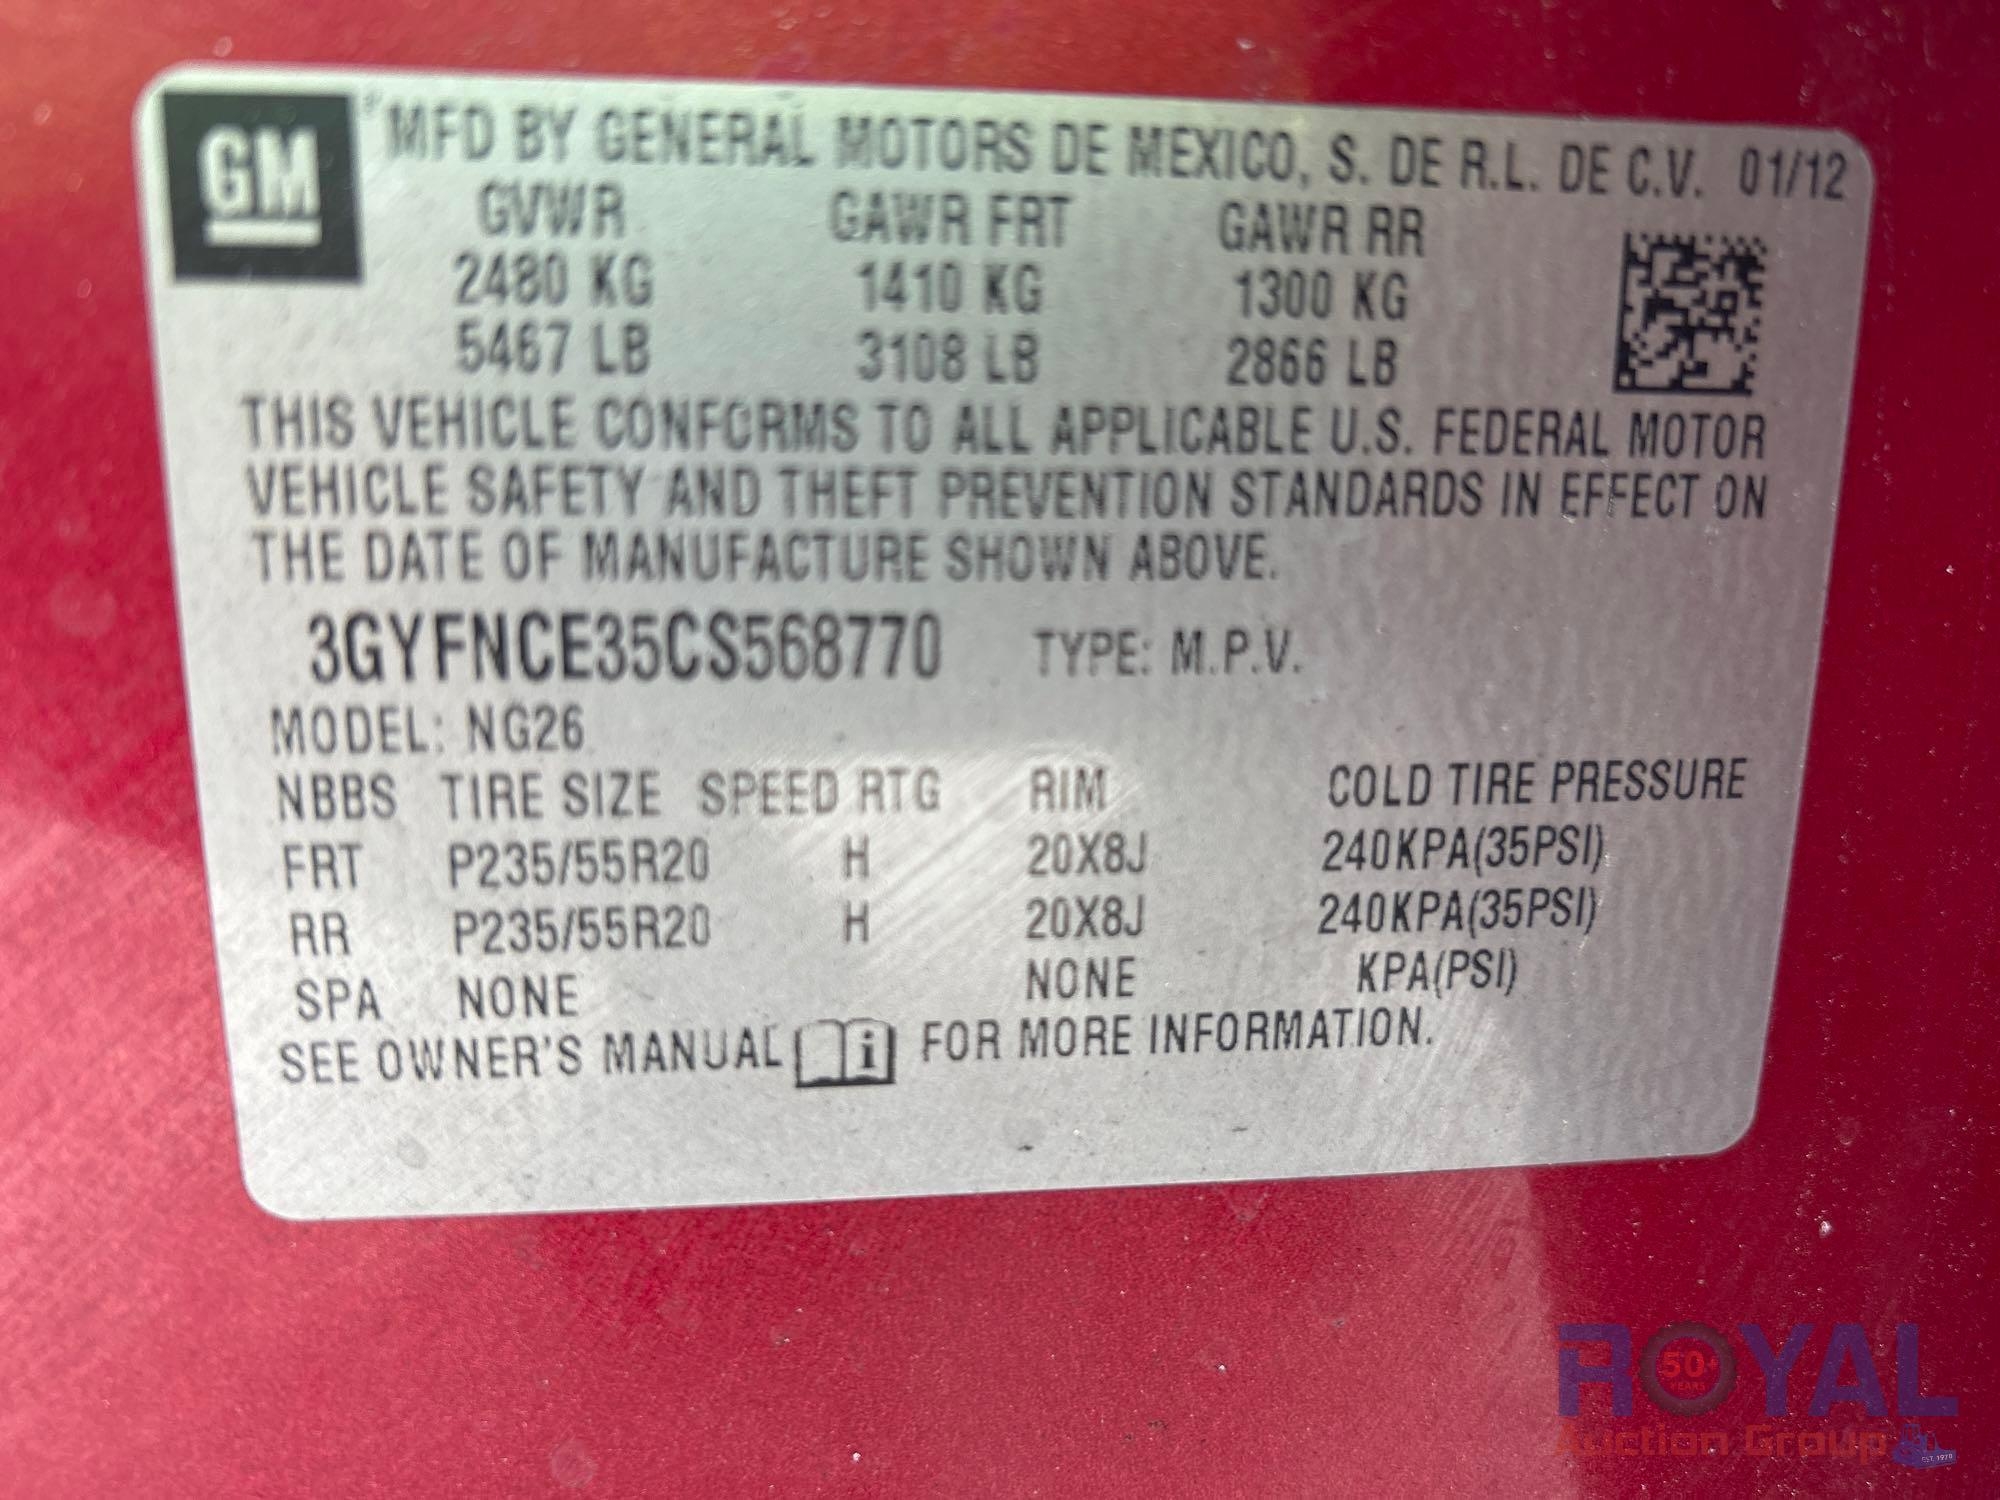 GM
MFD BY GENERAL MOTORS DE MEXICO, S. DE R.L. DE C.V. 01/12
GVWR GAWR FRT GAWR RR
2480 KG 1410 KG 1300 KG
5467 LB 3108 LB 2866 LB
THIS VEHICLE CONFORMS TO ALL APPLICABLE U.S. FEDERAL MOTOR
VEHICLE SAFETY AND THEFT PREVENTION STANDARDS IN EFFECT ON
THE DATE OF MANUFACTURE SHOWN ABOVE.
3GYFNCE35CS568770 TYPE: M.P.V.
MODEL: NG26
NBBS TIRE SIZE SPEED RTG RIM COLD TIRE PRESSURE
FRT P235/55R20 H 20X8J 240KPA(35PSI)
RR P235/55R20 H 20X8J 240KPA(35PSI)
SPA NONE NONE KPA(PSI)
SEE OWNER'S MANUAL i FOR MORE INFORMATION.
ROYAL
50+
YEARS
Auction Group
EST. 1970